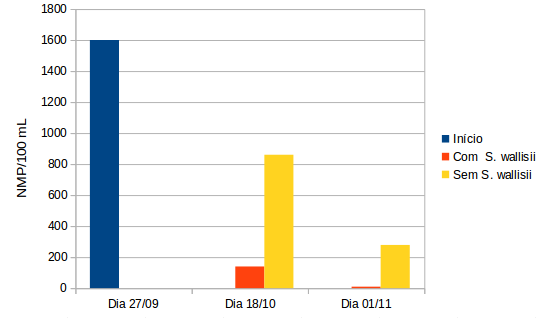 1800
1600
1400
1200
1000
800
600
400
200
0
NMP/100 mL
Dia 27/09
Dia 18/10
Dia 01/11
Início
Com  S. wallisii
Sem S. wallisii